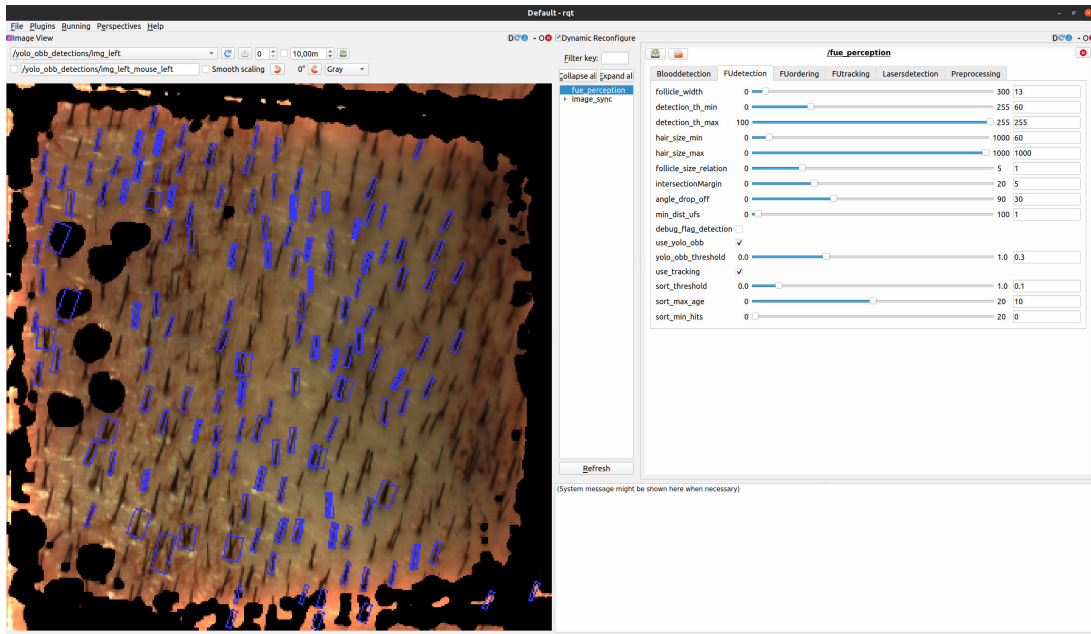 Default - rqt
File Plugins Running Perspectives Help
Image View
/yolo_obb_detections/img_left 0 10,00m
/yolo_obb_detections/img_left_mouse_left Smooth scaling 0° Gray
Dynamic Reconfigure
Filter key:
Collapse al Expand al
fue_perception
image_sync
Refresh
/fue_perception
Blooddetection FUdetection FUordering FUtracking Lasersdetection Preprocessing
follicle_width 0 300 13
detection_th_min 0 255 60
detection_th_max 100 255 255
hair_size_min 0 1000 60
hair_size_max 0 1000 1000
follicle_size_relation 0 5 1
intersectionMargin 0 20 5
angle_drop_off 0 90 30
min_dist_ufs 0 100 1
debug_flag_detection
use_yolo_obb
yolo_obb_threshold 0.0 1.0 0.3
use_tracking
sort_threshold 0.0 1.0 0.1
sort_max_age 0 20 10
sort_min_hits 0 20 0
(System message might be shown here when necessary)